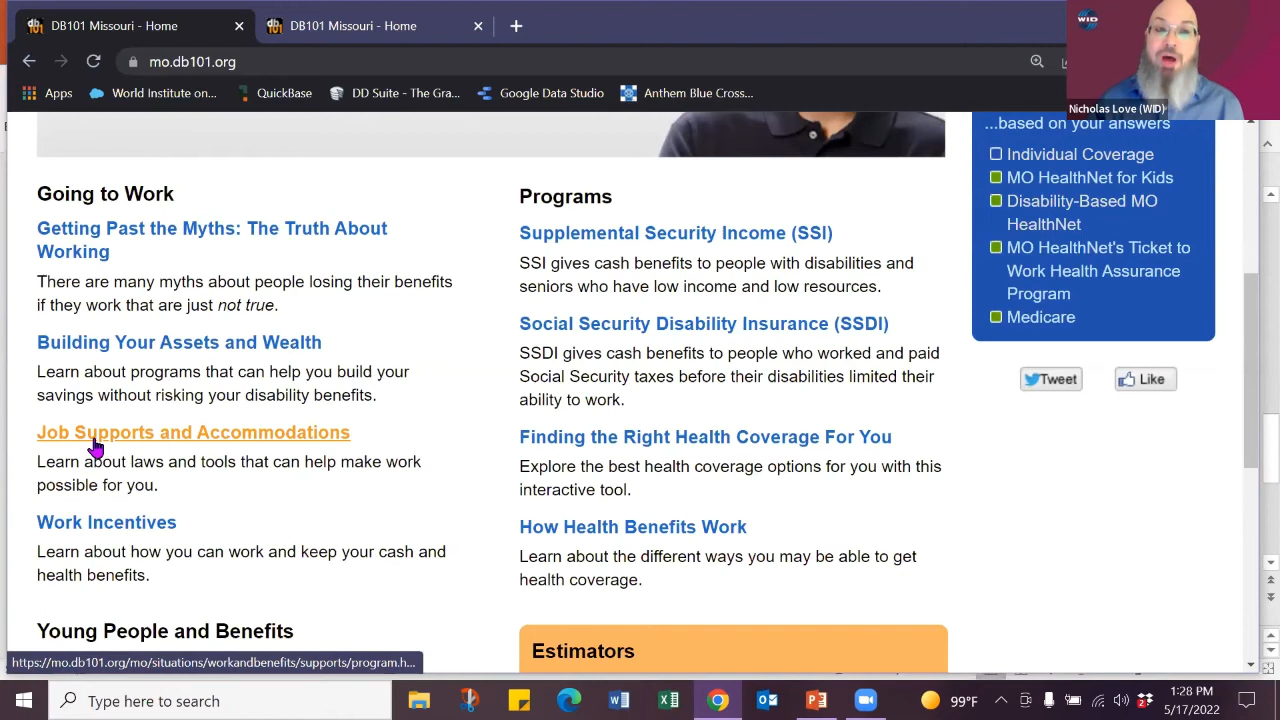 DB101 Missouri - Home
DB101 Missouri - Home
mo.db101.org
Apps
World Institute on...
QuickBase
DD Suite - The Gra...
Google Data Studio
Anthem Blue Cross...
WID
Nicholas Love (WID)
Going to Work
Getting Past the Myths: The Truth About
Working
There are many myths about people losing their benefits
if they work that are just not true.
Building Your Assets and Wealth
Learn about programs that can help you build your
savings without risking your disability benefits.
Job Supports and Accommodations
Learn about laws and tools that can help make work
possible for you.
Work Incentives
Learn about how you can work and keep your cash and
health benefits.
Young People and Benefits
https://mo.db101.org/mo/situations/workandbenefits/supports/program.h...
Programs
Supplemental Security Income (SSI)
SSI gives cash benefits to people with disabilities and
seniors who have low income and low resources.
Social Security Disability Insurance (SSDI)
SSDI gives cash benefits to people who worked and paid
Social Security taxes before their disabilities limited their
ability to work.
Finding the Right Health Coverage For You
Explore the best health coverage options for you with this
interactive tool.
How Health Benefits Work
Learn about the different ways you may be able to get
health coverage.
Estimators
...based on your answers
Individual Coverage
MO HealthNet for Kids
Disability-Based MO
HealthNet
MO HealthNet's Ticket to
Work Health Assurance
Program
Medicare
Tweet
Like
Type here to search
99°F
1:28 PM
5/17/2022